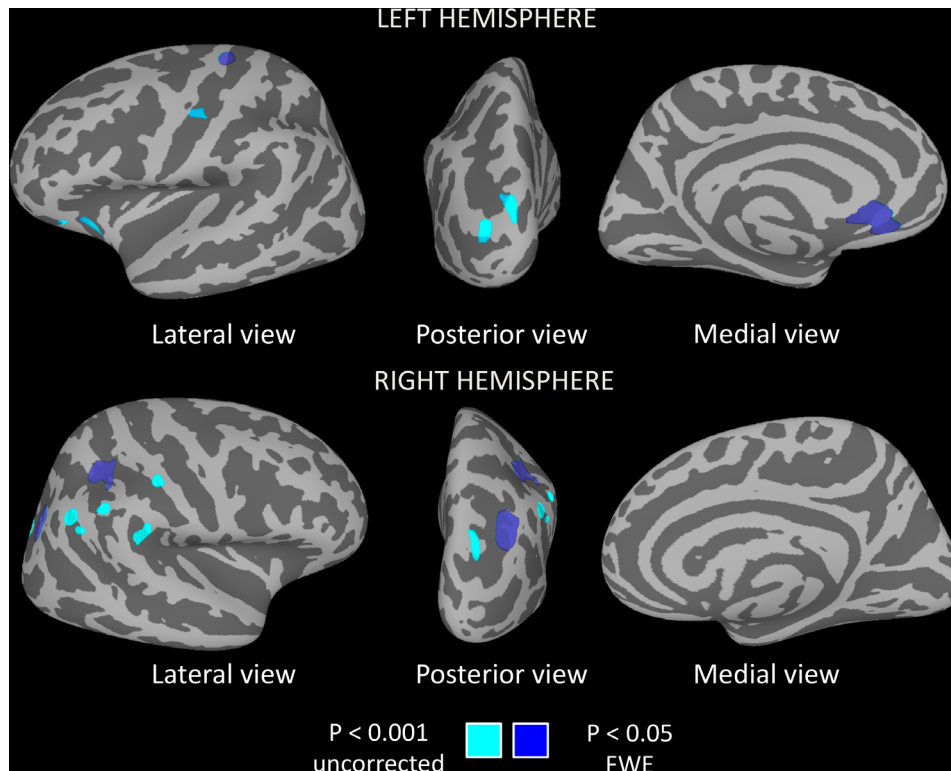 LEFT HEMISPHERE
Lateral view
Posterior view
Medial view
RIGHT HEMISPHERE
Lateral view
Posterior view
Medial view
P < 0.001
uncorrected
P < 0.05
FWE